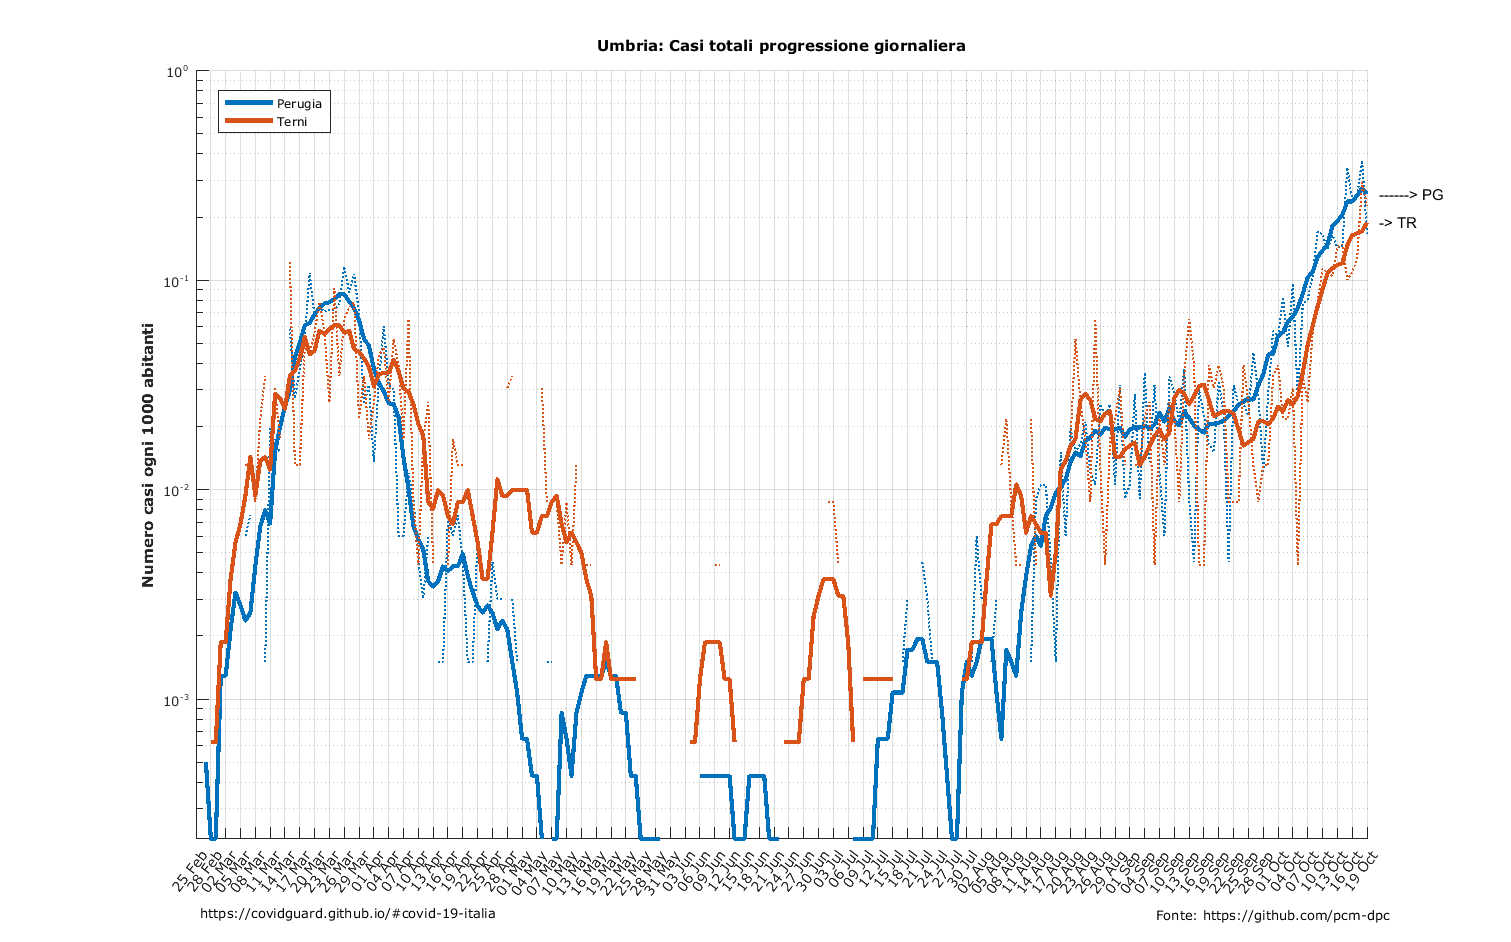 Umbria: Casi totali progressione giornaliera
Numero casi ogni 1000 abitanti
10⁰
10⁻¹
10⁻²
10⁻³
Perugia
Terni
------> PG
-> TR
25 Feb
28 Feb
02 Mar
05 Mar
08 Mar
11 Mar
14 Mar
17 Mar
20 Mar
23 Mar
26 Mar
29 Mar
01 Apr
04 Apr
07 Apr
10 Apr
13 Apr
16 Apr
19 Apr
22 Apr
25 Apr
28 Apr
01 May
04 May
07 May
10 May
13 May
16 May
19 May
22 May
25 May
28 May
31 May
03 Jun
06 Jun
09 Jun
12 Jun
15 Jun
18 Jun
21 Jun
24 Jun
27 Jun
30 Jun
03 Jul
06 Jul
09 Jul
12 Jul
15 Jul
18 Jul
21 Jul
24 Jul
27 Jul
30 Jul
02 Aug
05 Aug
08 Aug
11 Aug
14 Aug
17 Aug
20 Aug
23 Aug
26 Aug
29 Aug
01 Sep
04 Sep
07 Sep
10 Sep
13 Sep
16 Sep
19 Sep
22 Sep
25 Sep
28 Sep
01 Oct
04 Oct
07 Oct
10 Oct
13 Oct
16 Oct
19 Oct
https://covidguard.github.io/#covid-19-italia
Fonte: https://github.com/pcm-dpc